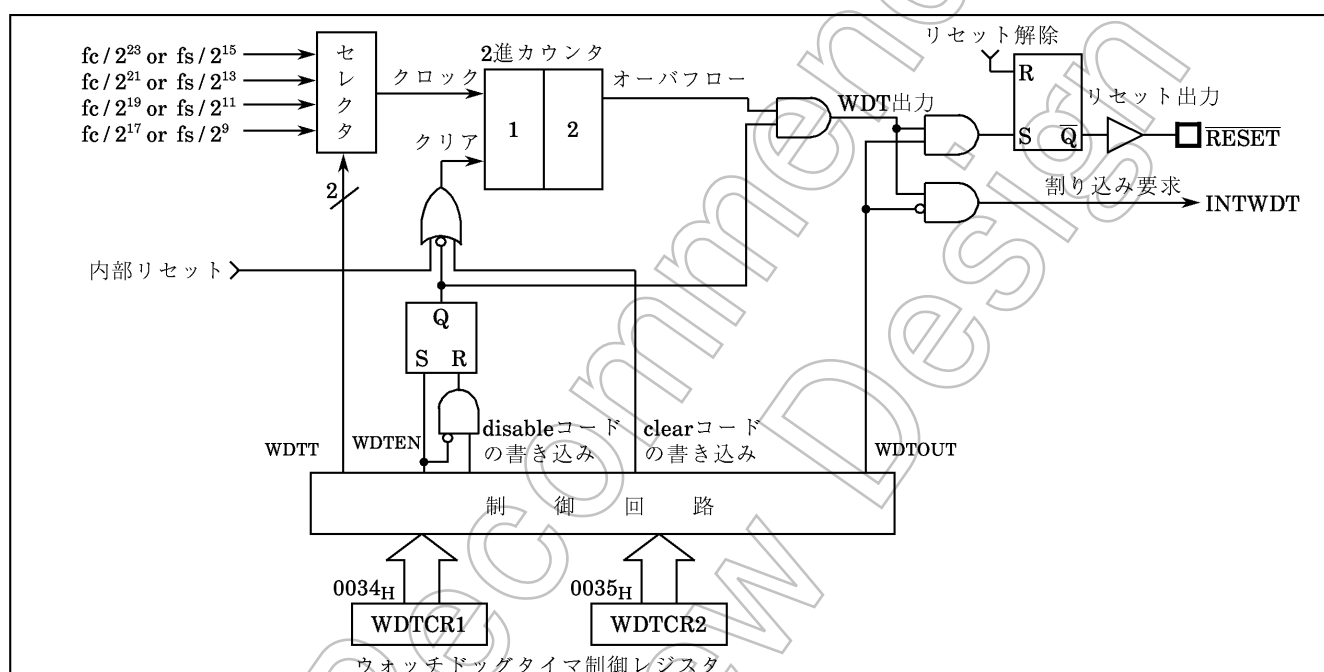 リセット解除
fc/2²³ or fs/2¹⁵
fc/2²¹ or fs/2¹³
fc/2¹⁹ or fs/2¹¹
fc/2¹⁷ or fs/2⁹
セレクタ
クロック
2進カウンタ
1 2
オーバフロー
クリア
WDT出力
R
S Q̅
リセット出力
R̅E̅S̅E̅T̅
割り込み要求
INTWDT
2
内部リセット
Q
S R
WDTT
WDTEN
disableコード
の書き込み
clearコード
の書き込み
WDTOUT
制御回路
0034H
0035H
WDTCR1
WDTCR2
ウォッチドッグタイマ制御レジスタ
ecommen
w Design